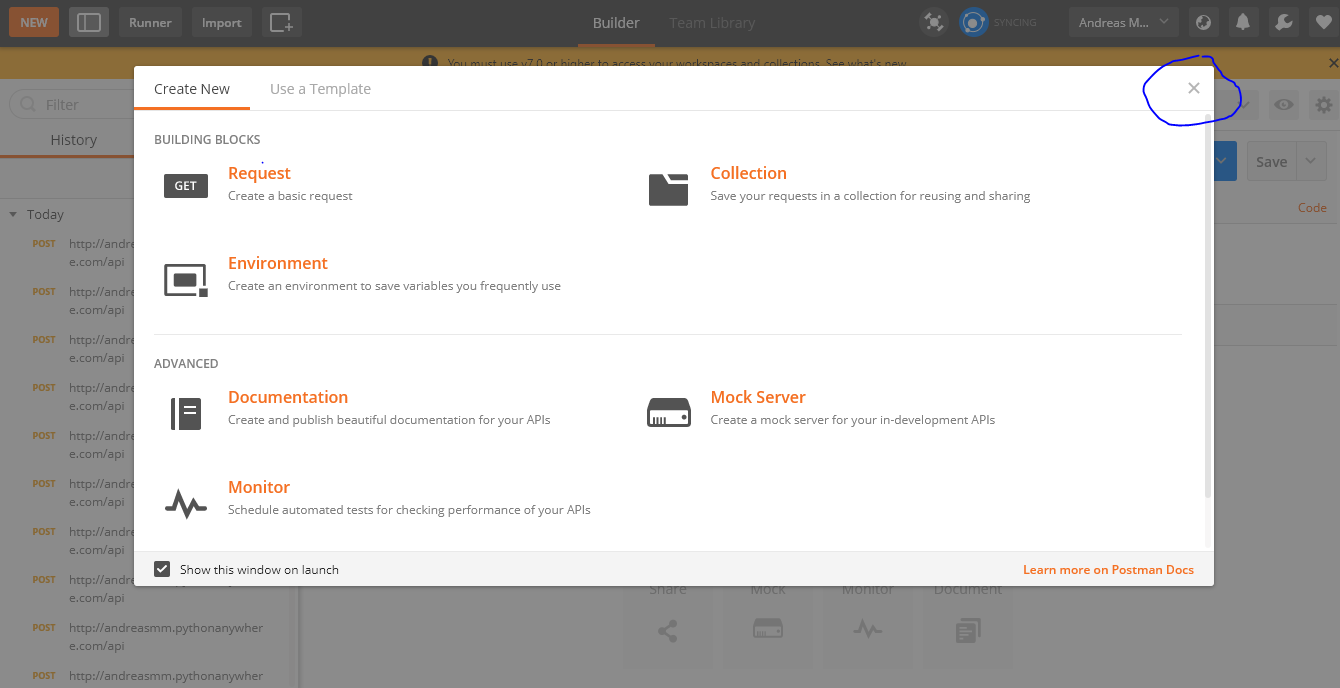 NEW
Runner
Import
Builder
Team Library
SYNCING
Andreas M...
You must use v7.0 or higher to access your workspaces and collections. See what's new
Filter
History
Save
Code
Today
POST http://andre
e.com/api
POST http://andre
e.com/api
POST http://andre
e.com/api
POST http://andre
e.com/api
POST http://andre
e.com/api
POST http://andre
e.com/api
POST http://andre
e.com/api
POST http://andre
e.com/api
POST http://andreasmm.pythonanywher
e.com/api
POST http://andreasmm.pythonanywher
Create New
Use a Template
BUILDING BLOCKS
GET
Request
Create a basic request
Collection
Save your requests in a collection for reusing and sharing
Environment
Create an environment to save variables you frequently use
ADVANCED
Documentation
Create and publish beautiful documentation for your APIs
Mock Server
Create a mock server for your in-development APIs
Monitor
Schedule automated tests for checking performance of your APIs
Show this window on launch
Learn more on Postman Docs
Share
Mock
Monitor
Document